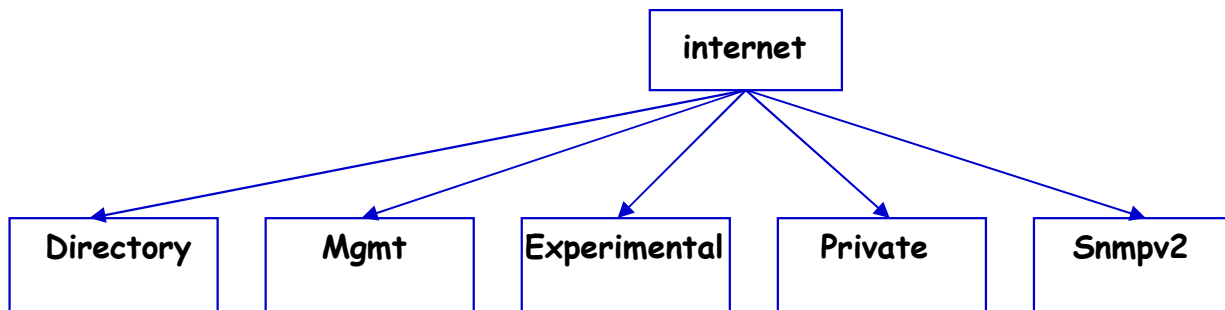 internet
Directory
Mgmt
Experimental
Private
Snmpv2